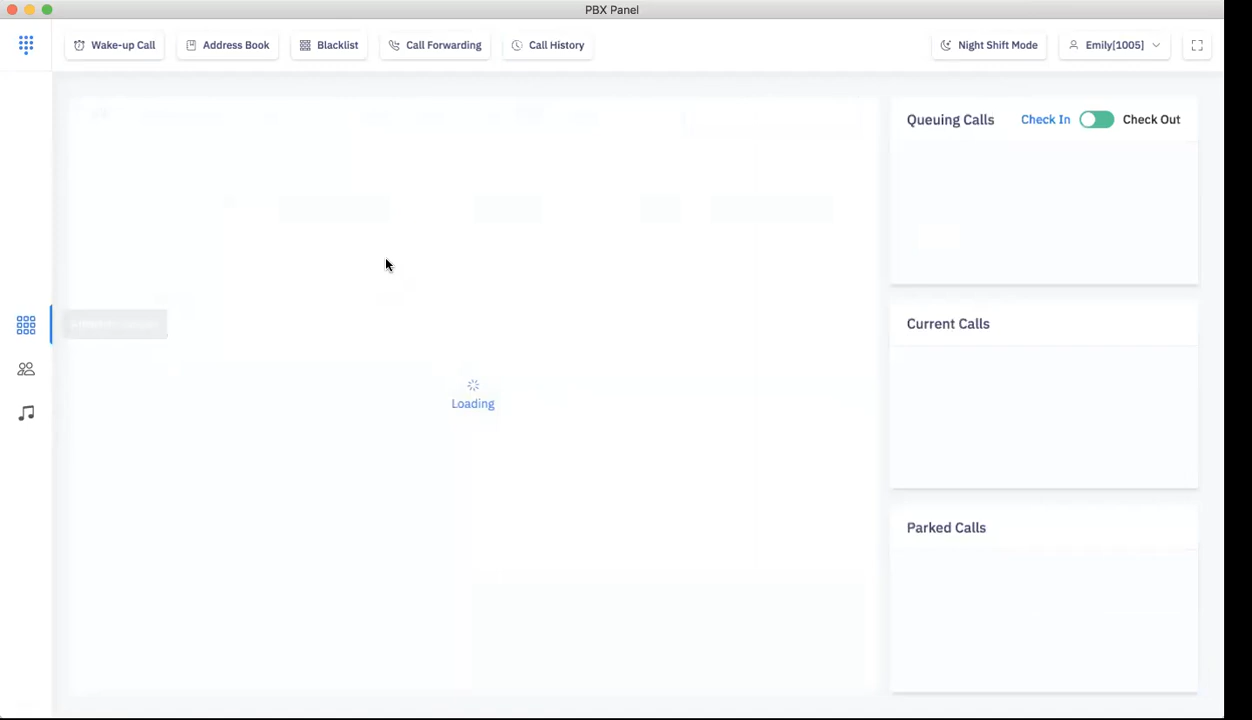 PBX Panel
Wake-up Call
Address Book
Blacklist
Call Forwarding
Call History
Night Shift Mode
Emily[1005]
Queuing Calls
Check In
Check Out
Loading
Current Calls
Parked Calls